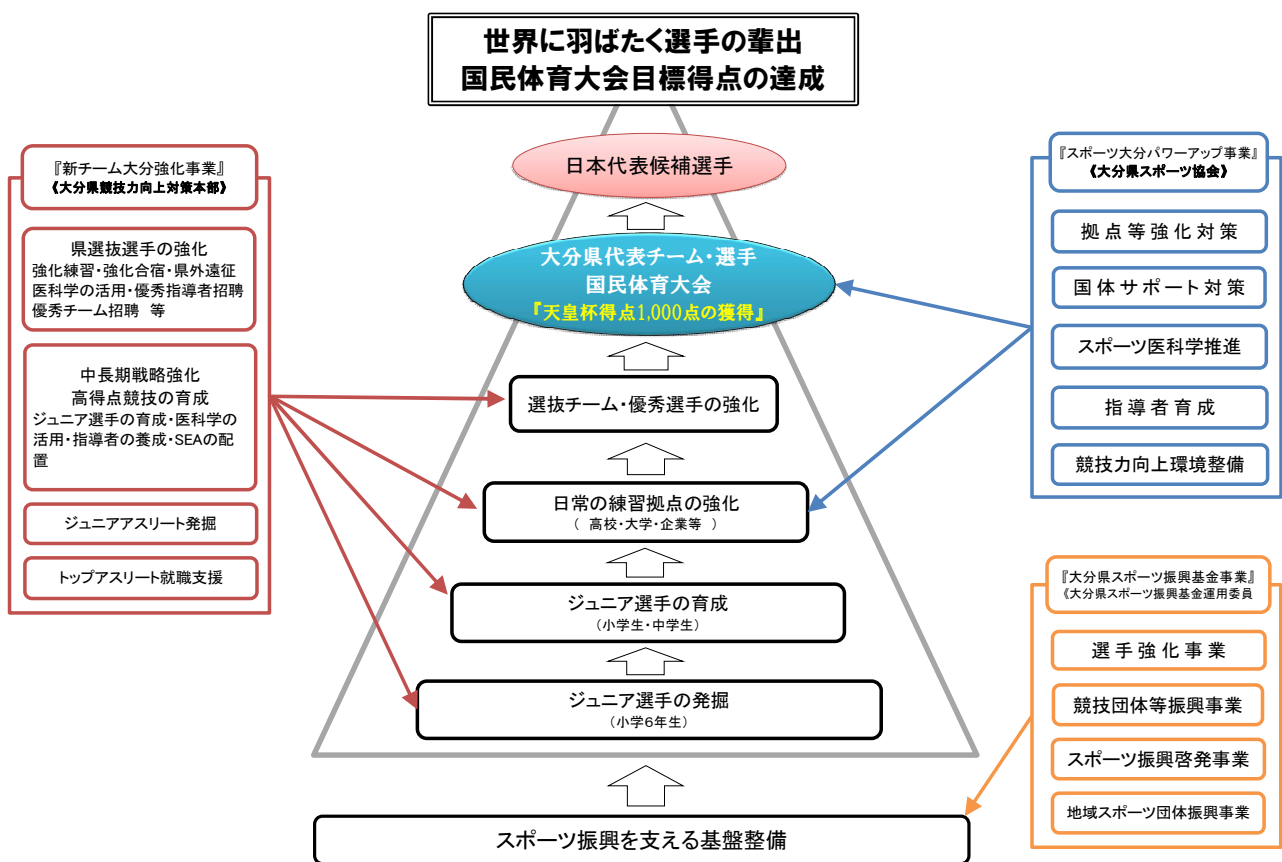 世界に羽ばたく選手の輩出
国民体育大会目標得点の達成
『新チーム大分強化事業』
《大分県競技力向上対策本部》
県選抜選手の強化
強化練習・強化合宿・県外遠征
医科学の活用・優秀指導者招聘
優秀チーム招聘 等
中長期戦略強化
高得点競技の育成
ジュニア選手の育成・医科学の
活用・指導者の養成・SEAの配
置
ジュニアアスリート発掘
トップアスリート就職支援
日本代表候補選手
大分県代表チーム・選手
国民体育大会
『天皇杯得点1,000点の獲得』
選抜チーム・優秀選手の強化
日常の練習拠点の強化
( 高校・大学・企業等 )
ジュニア選手の育成
(小学生・中学生)
ジュニア選手の発掘
(小学6年生)
スポーツ振興を支える基盤整備
『スポーツ大分パワーアップ事業』
《大分県スポーツ協会》
拠点等強化対策
国体サポート対策
スポーツ医科学推進
指導者育成
競技力向上環境整備
『大分県スポーツ振興基金事業』
《大分県スポーツ振興基金運用委員
選手強化事業
競技団体等振興事業
スポーツ振興啓発事業
地域スポーツ団体振興事業